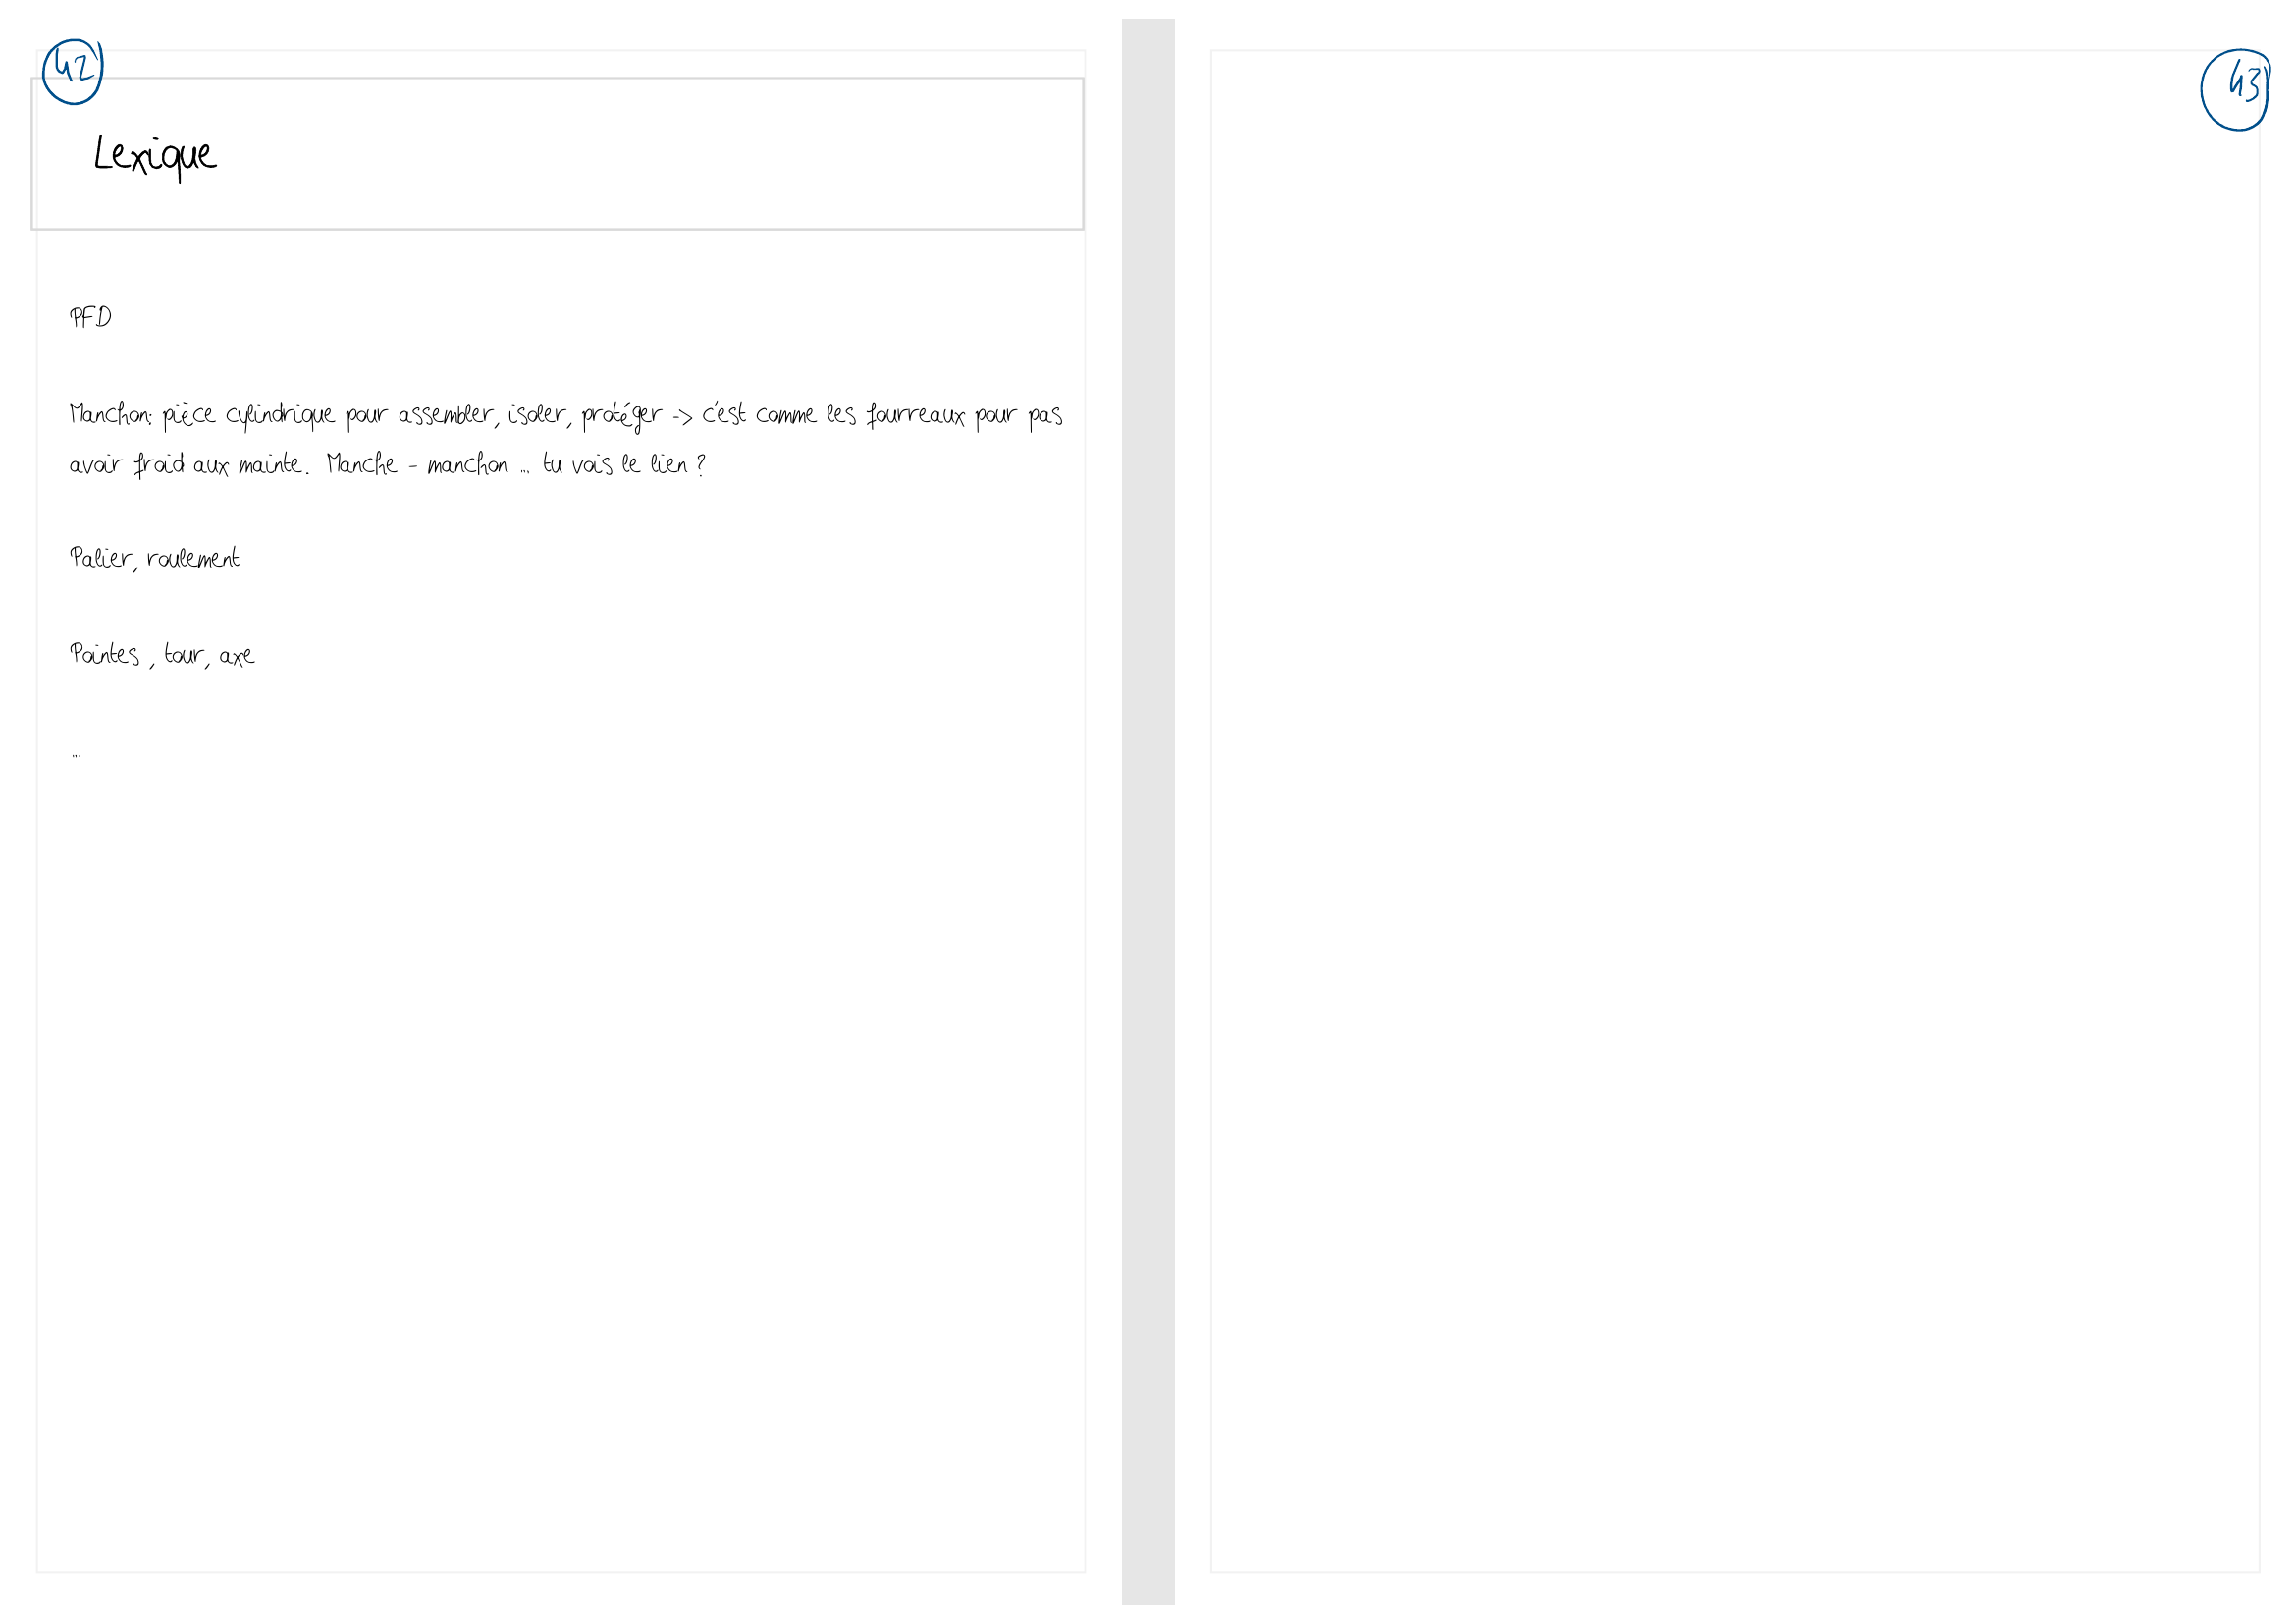 42
Lexique
PFD
Manchon: pièce cylindrique pour assembler, isoler, protéger -> c'est comme les fourreaux pour pas
avoir froid aux mainte. Manche - manchon ... tu vois le lien ?
Palier, roulement
Pointes , tour, axe
...
43